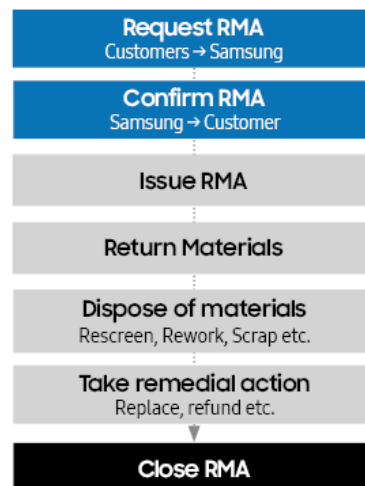 Request RMA
Customers → Samsung
Confirm RMA
Samsung → Customer
Issue RMA
Return Materials
Dispose of materials
Rescreen, Rework, Scrap etc.
Take remedial action
Replace, refund etc.
Close RMA